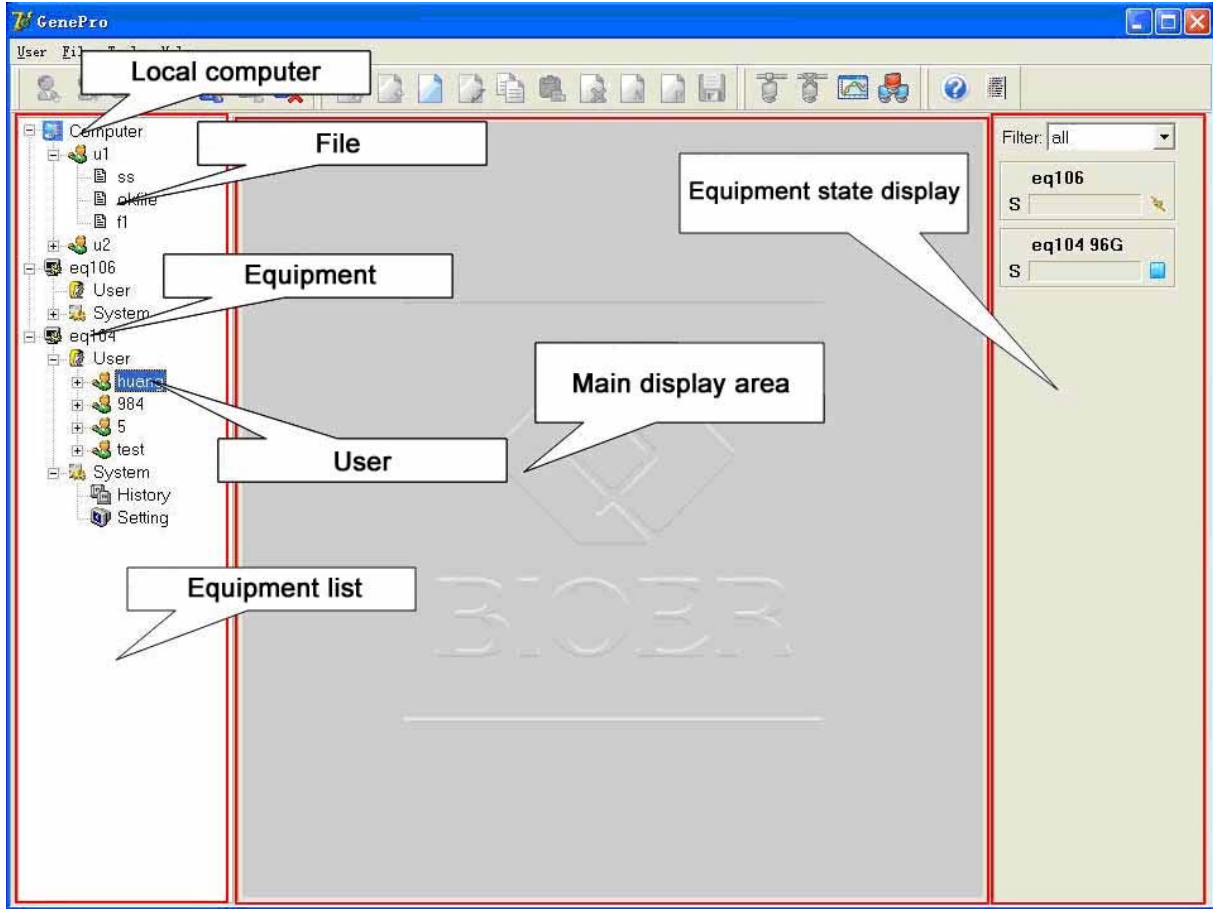 GenePro
User
Local computer
Computer
u1
ss
okfile
f1
u2
eq106
User
System
eq104
User
huang
984
5
test
System
History
Setting
File
Equipment
User
Equipment list
Main display area
BIOER
Equipment state display
Filter: all
eq106
S
eq104 96G
S